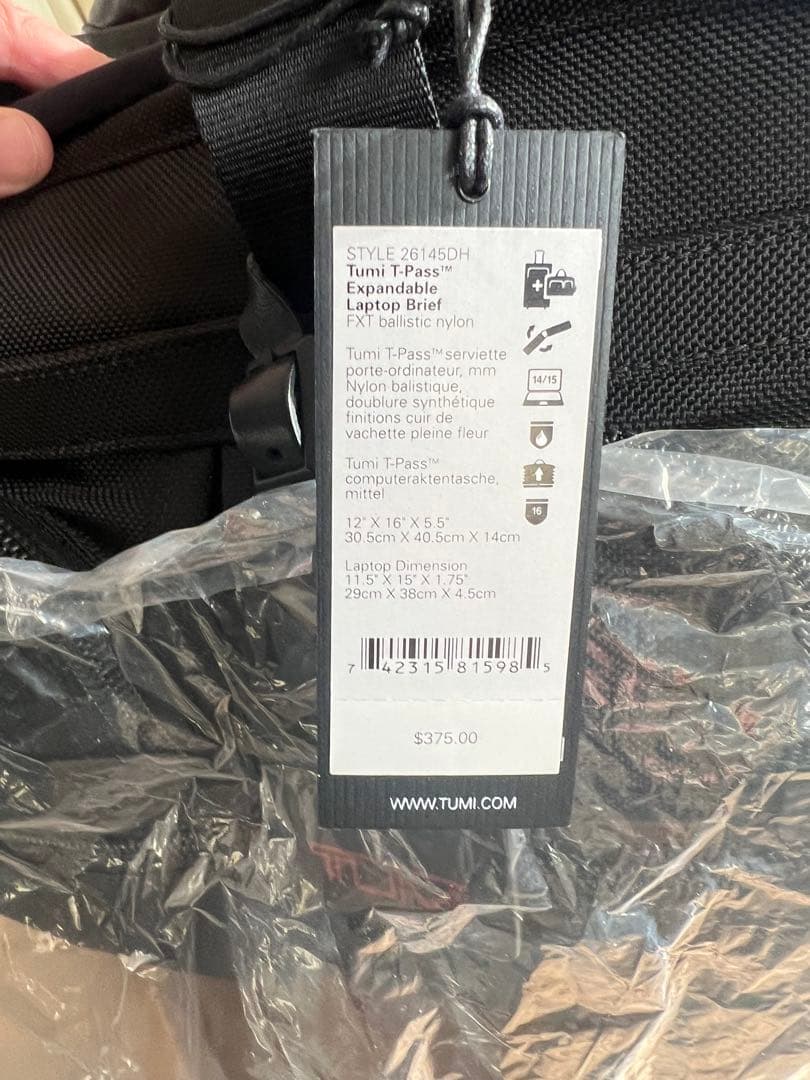 STYLE 26145DH
Tumi T-Pass™
Expandable
Laptop Brief
FXT ballistic nylon
Tumi T-Pass™ serviette
porte-ordinateur, mm
Nylon balistique,
doublure synthétique
finitions cuir de
vachette pleine fleur
Tumi T-Pass™
computeraktentasche,
mittel
12" X 16" X 5.5"
30.5cm X 40.5cm X 14cm
Laptop Dimension
11.5" X 15" X 1.75"
29cm X 38cm X 4.5cm
14/15
16
7 42315 81598 5
$375.00
WWW.TUMI.COM
TUMI